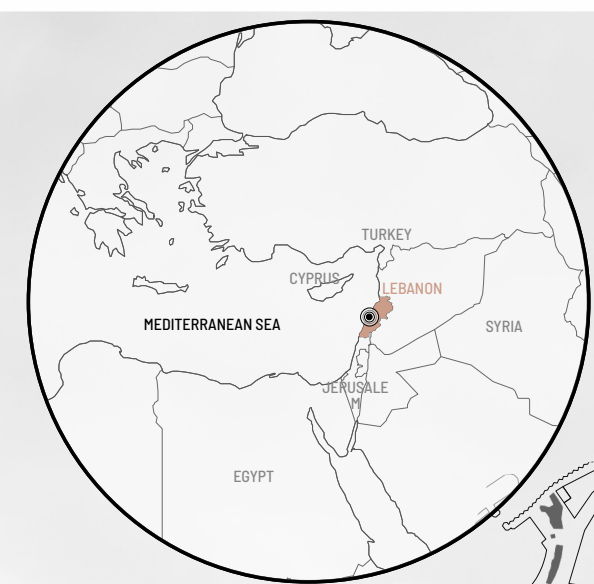 TURKEY
CYPRUS
LEBANON
MEDITERRANEAN SEA
SYRIA
JERUSALE
M
EGYPT